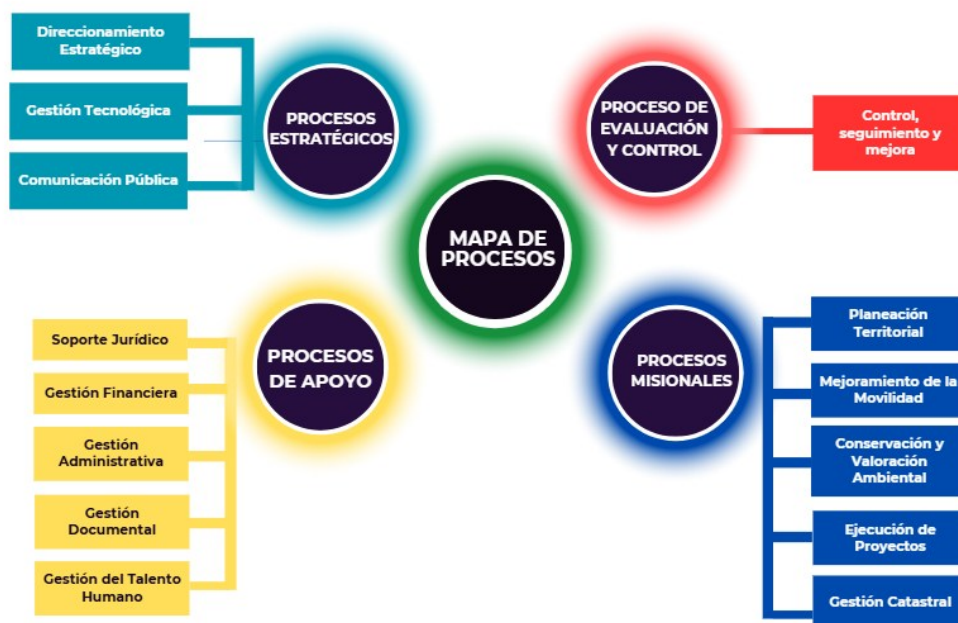 Direccionamiento
Estratégico
Gestión Tecnológica
Comunicación Pública
PROCESOS
ESTRATÉGICOS
PROCESO DE
EVALUACIÓN
Y CONTROL
Control,
seguimiento y
mejora
MAPA DE
PROCESOS
Soporte Jurídico
Gestión Financiera
Gestión
Administrativa
Gestión
Documental
Gestión del Talento
Humano
PROCESOS
DE APOYO
PROCESOS
MISIONALES
Planeación
Territorial
Mejoramiento de la
Movilidad
Conservación y
Valoración
Ambiental
Ejecución de
Proyectos
Gestión Catastral